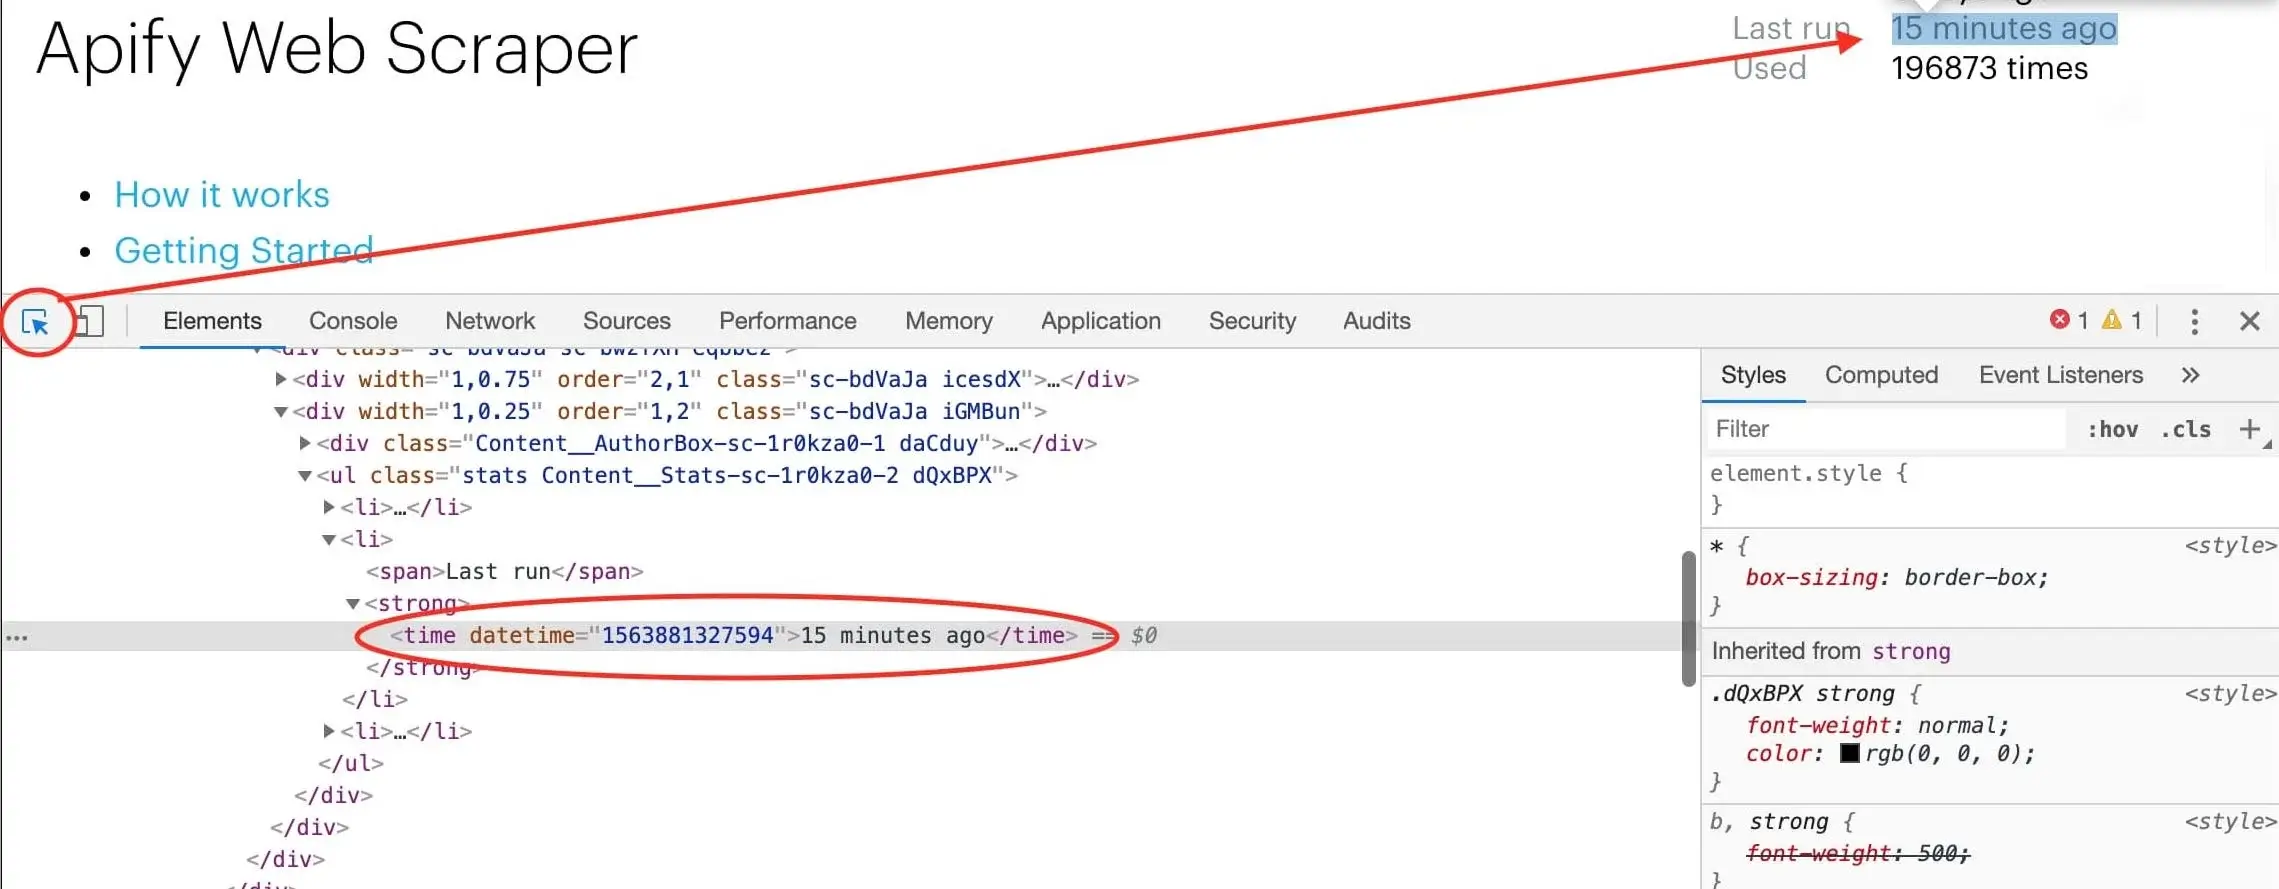 Apify Web Scraper
Last run 15 minutes ago
Used 196873 times
• How it works
• Getting Started
Elements Console Network Sources Performance Memory Application Security Audits 1 1
▶<div width="1,0.75" order="2,1" class="sc-bdVaJa icesdX">…</div>
▼<div width="1,0.25" order="1,2" class="sc-bdVaJa iGMBun">
▶<div class="Content__AuthorBox-sc-1r0kza0-1 daCduy">…</div>
▼<ul class="stats Content__Stats-sc-1r0kza0-2 dQxBPX">
▶<li>…</li>
▼<li>
<span>Last run</span>
▼<strong>
… <time datetime="1563881327594">15 minutes ago</time> == $0
</strong>
</li>
▶<li>…</li>
</ul>
</div>
</div>
</div>
</div>
Styles Computed Event Listeners »
Filter :hov .cls +
element.style {
}
* { <style>
box-sizing: border-box;
}
Inherited from strong
.dQxBPX strong { <style>
font-weight: normal;
color: rgb(0, 0, 0);
}
b, strong { <style>
font-weight: 500;
}